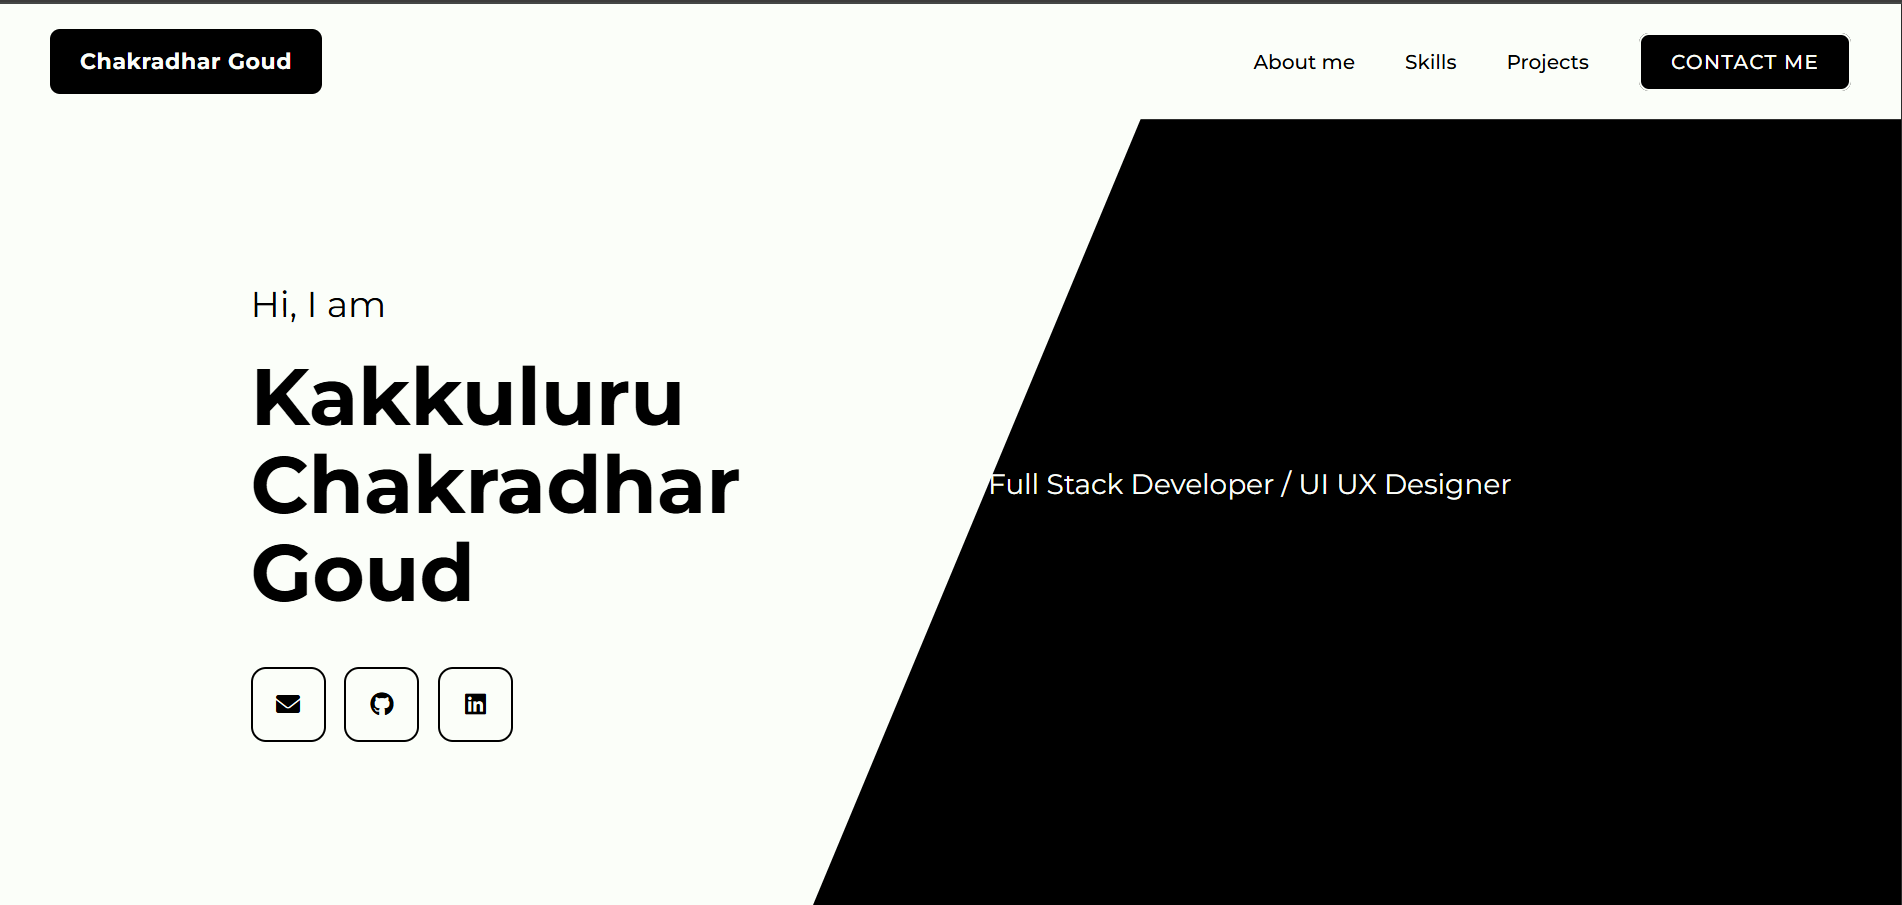 Chakradhar Goud
About me
Skills
Projects
CONTACT ME
Hi, I am
Kakkuluru
Chakradhar
Goud
Full Stack Developer / UI UX Designer